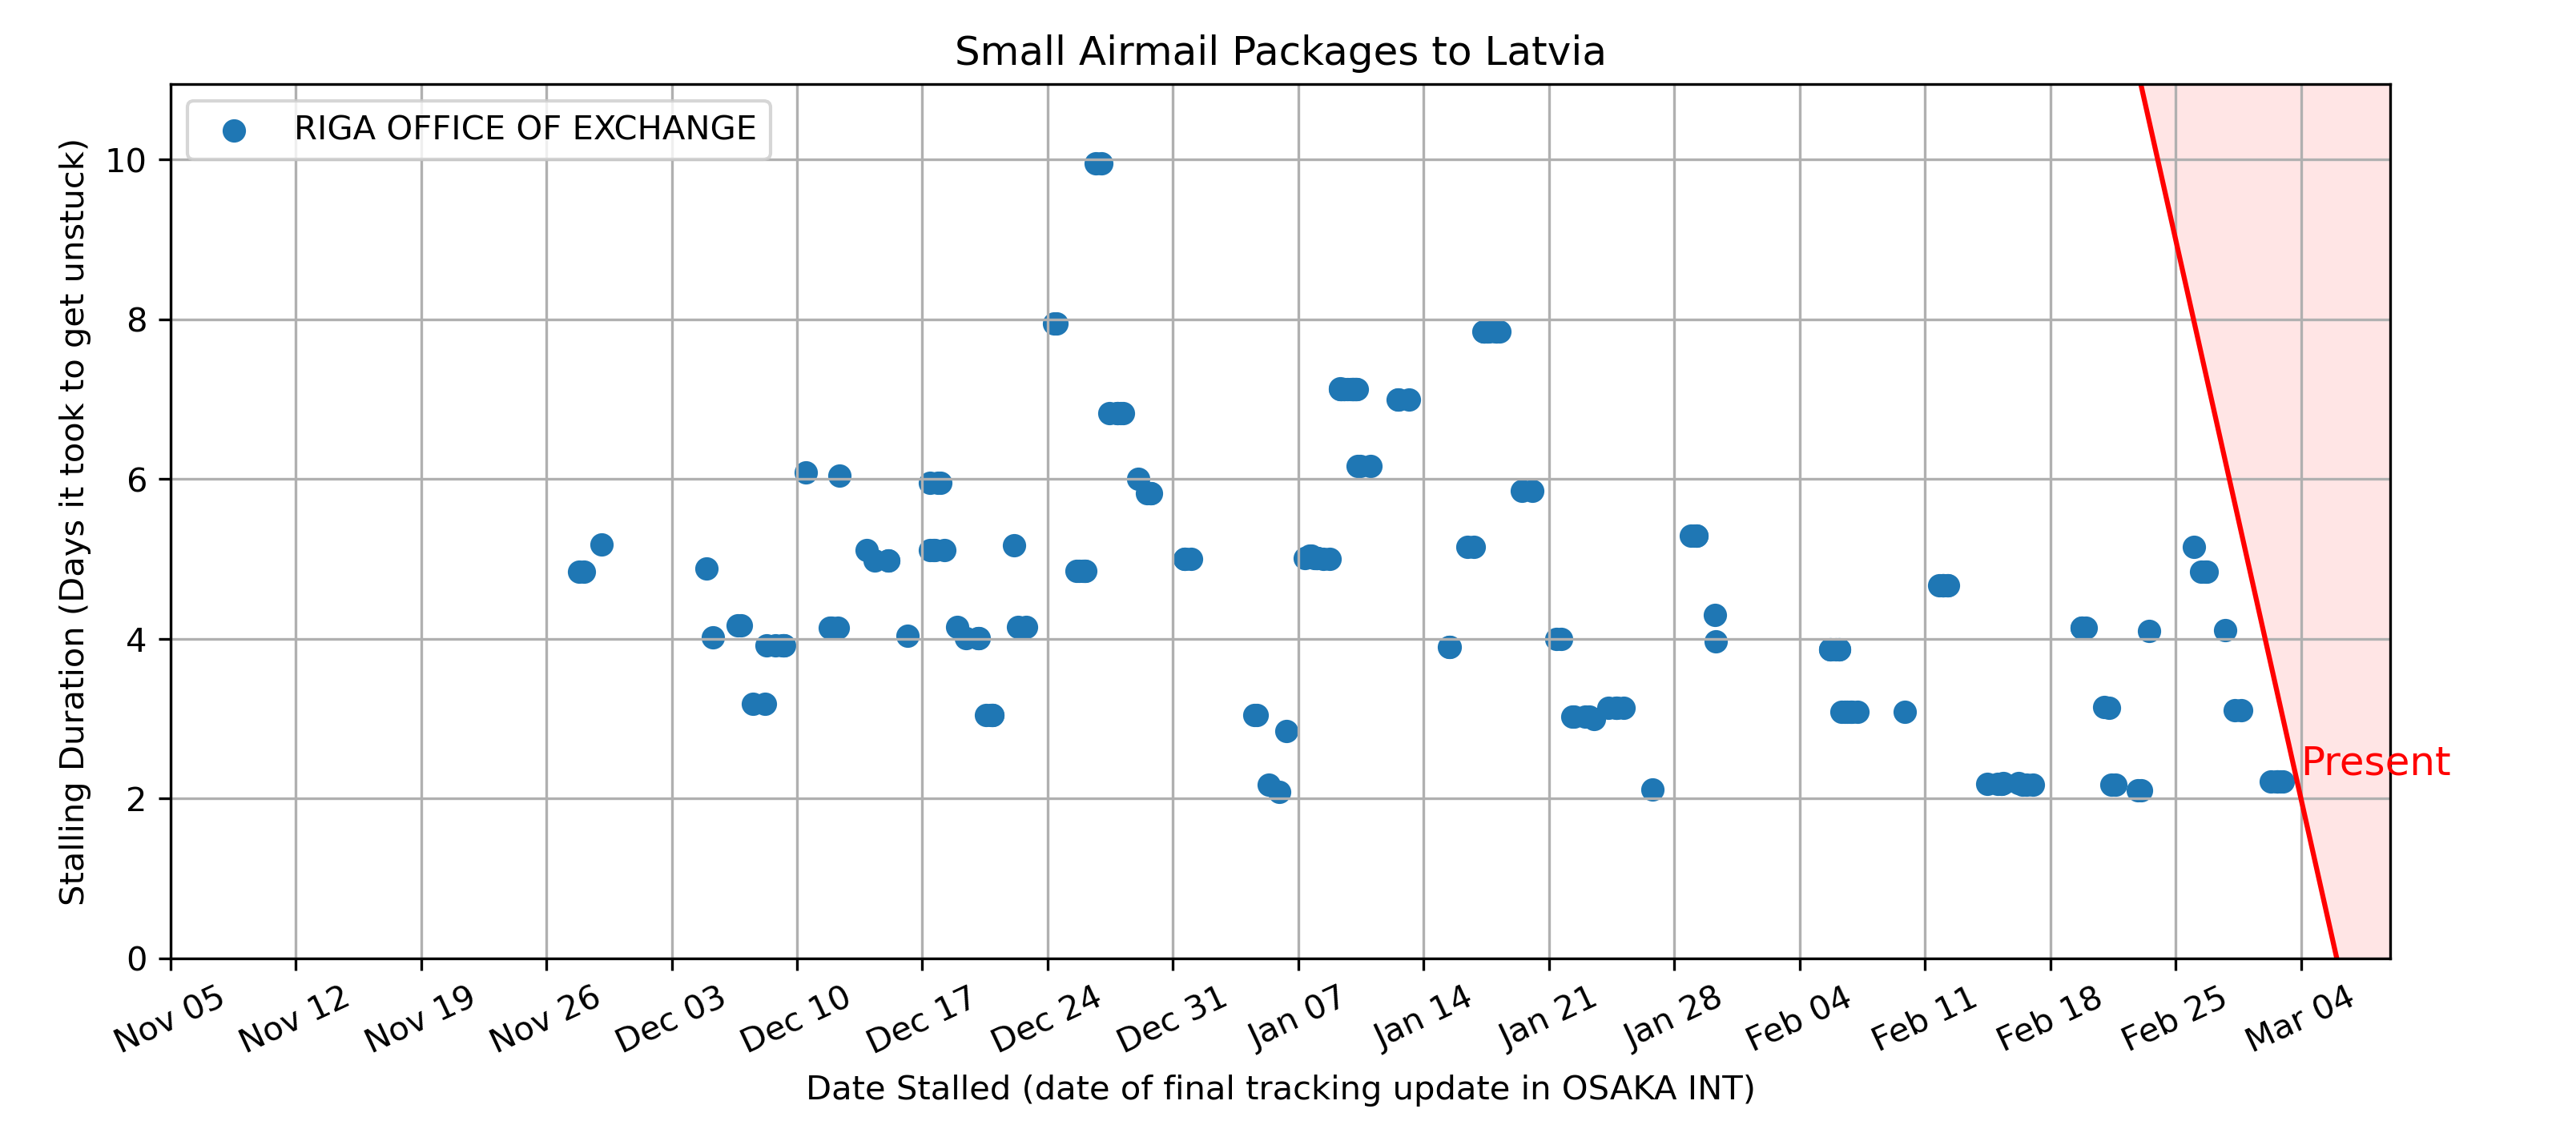 Small Airmail Packages to Latvia
RIGA OFFICE OF EXCHANGE
Stalling Duration (Days it took to get unstuck)
10
8
6
4
2
0
Present
Nov 05
Nov 12
Nov 19
Nov 26
Dec 03
Dec 10
Dec 17
Dec 24
Dec 31
Jan 07
Jan 14
Jan 21
Jan 28
Feb 04
Feb 11
Feb 18
Feb 25
Mar 04
Date Stalled (date of final tracking update in OSAKA INT)